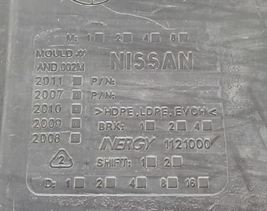 M: 1 2 4 8
MOULD # NISSAN
AND.002M
2011 P/N:
2007 P/N:
2010 >HDPE,LDPE,EVOH<
2009 BRK: 1 2 4
2008 INERGY 1121000
2 SHIFT: 1 2
D: 1 2 4 8 16